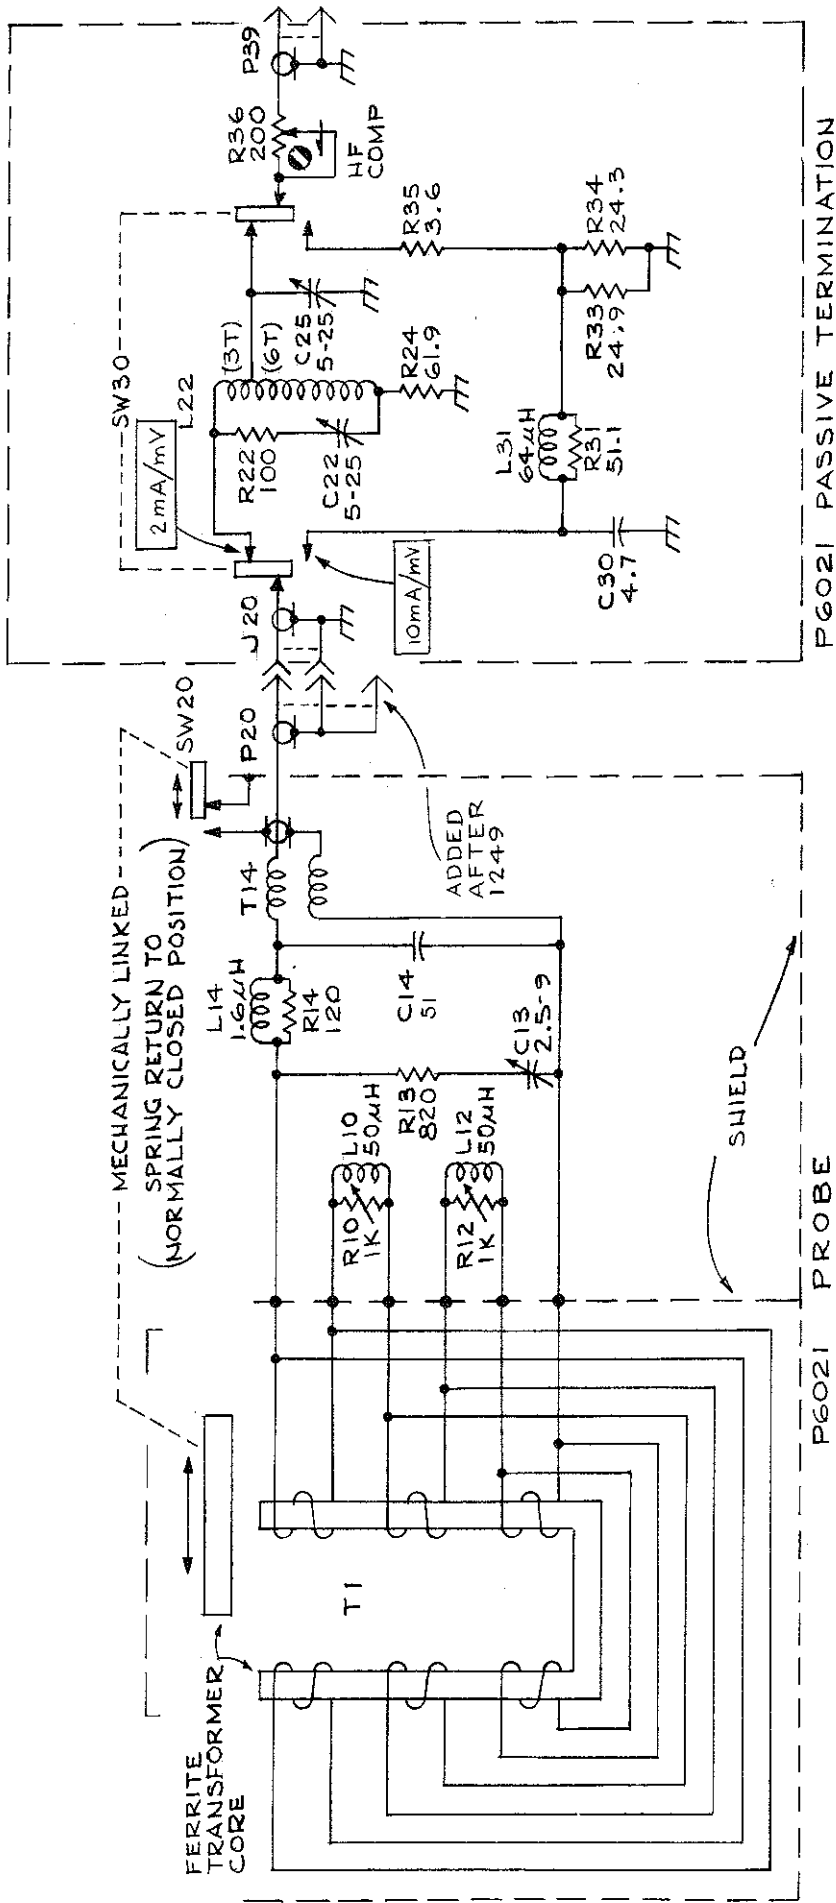 FERRITE
TRANSFORMER
CORE
T1
MECHANICALLY LINKED
(SPRING RETURN TO
NORMALLY CLOSED POSITION)
R10
1K
L10
50µH
R12
1K
L12
50µH
R13
820
C13
2.5-9
L14
1.6µH
R14
120
C14
51
T14
SW20
P20
ADDED
AFTER
1249
SHIELD
P6021 PROBE
J20
2mA/mV
10mA/mV
SW30
L22
(3T)
(6T)
R22
100
C22
5-25
C25
5-25
R24
61.9
C30
4.7
L31
64µH
R31
51.1
R33
24.9
R34
24.3
R35
3.6
R36
200
HF
COMP
P39
P6021 PASSIVE TERMINATION